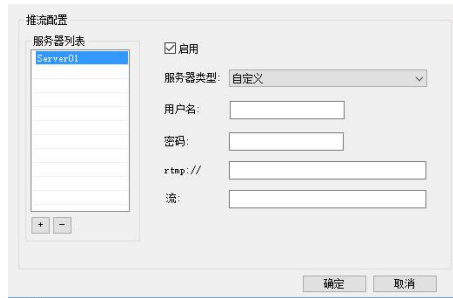 推流配置
服务器列表
Server01
+ −
启用
服务器类型: 自定义
用户名:
密码:
rtmp://
流:
确定 取消